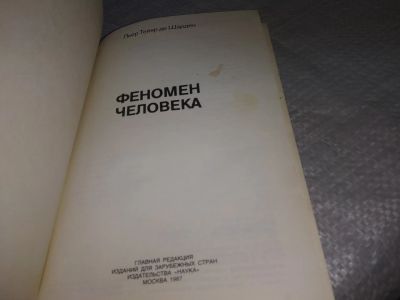 Пьер Тейяр де Шарден
ФЕНОМЕН
ЧЕЛОВЕКА
ГЛАВНАЯ РЕДАКЦИЯ
ИЗДАНИЙ ДЛЯ ЗАРУБЕЖНЫХ СТРАН
ИЗДАТЕЛЬСТВА «НАУКА»
МОСКВА 1987